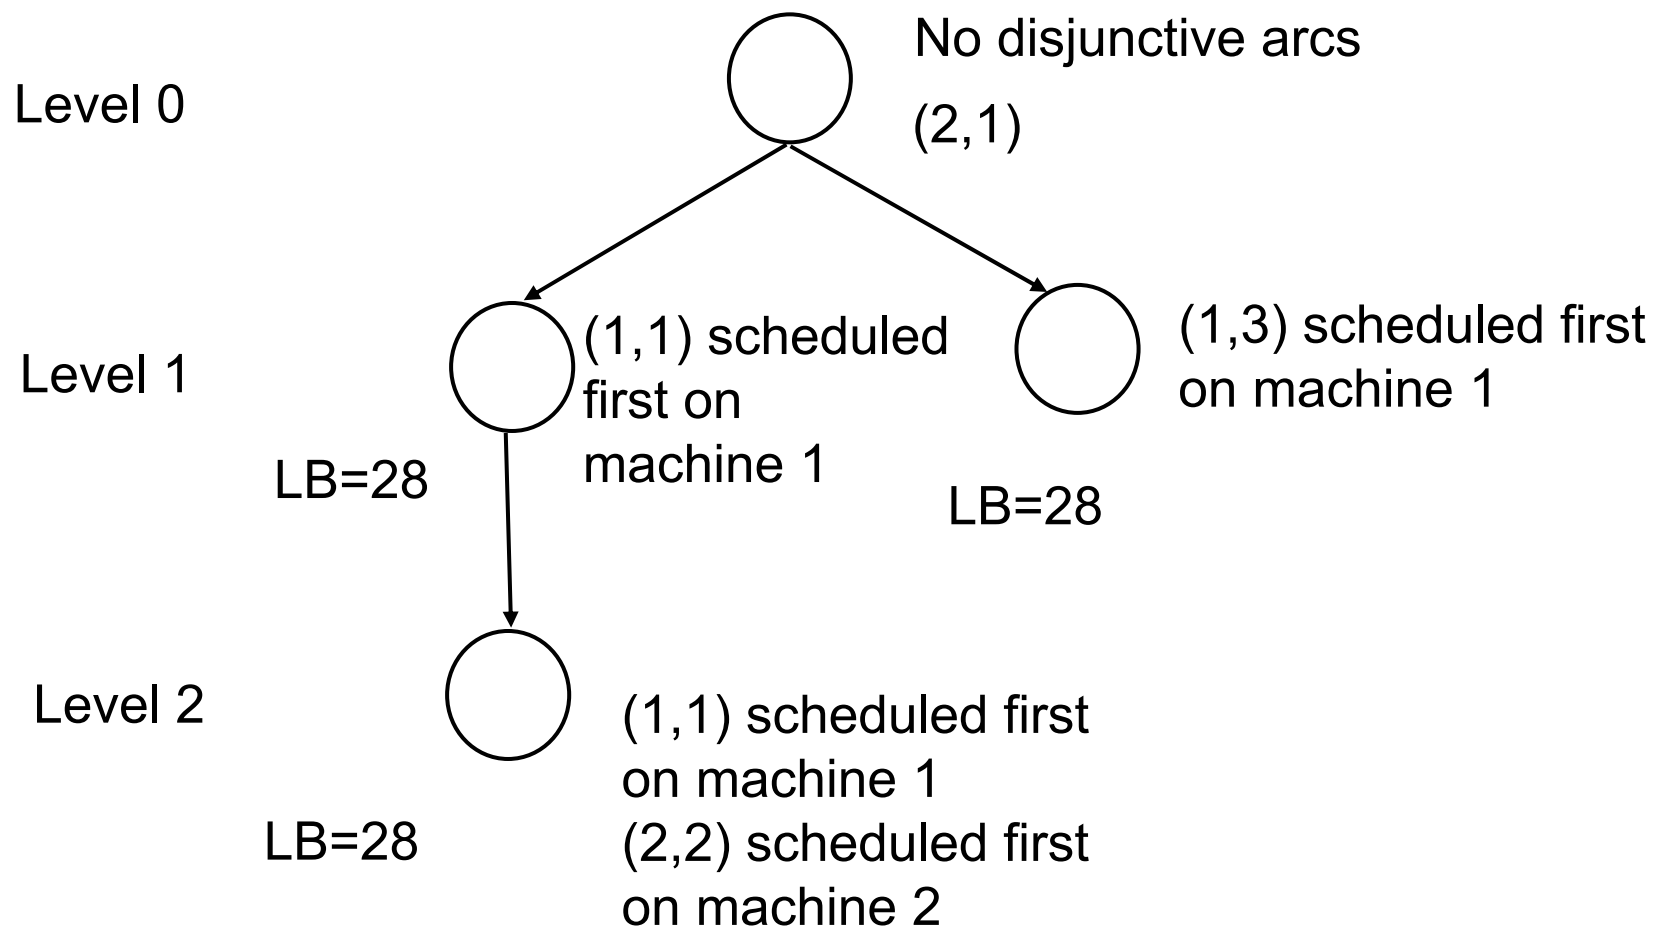 No disjunctive arcs
Level 0
(2,1)
(1,1) scheduled
first on
machine 1
(1,3) scheduled first
on machine 1
Level 1
LB=28
LB=28
Level 2
(1,1) scheduled first
on machine 1
(2,2) scheduled first
on machine 2
LB=28